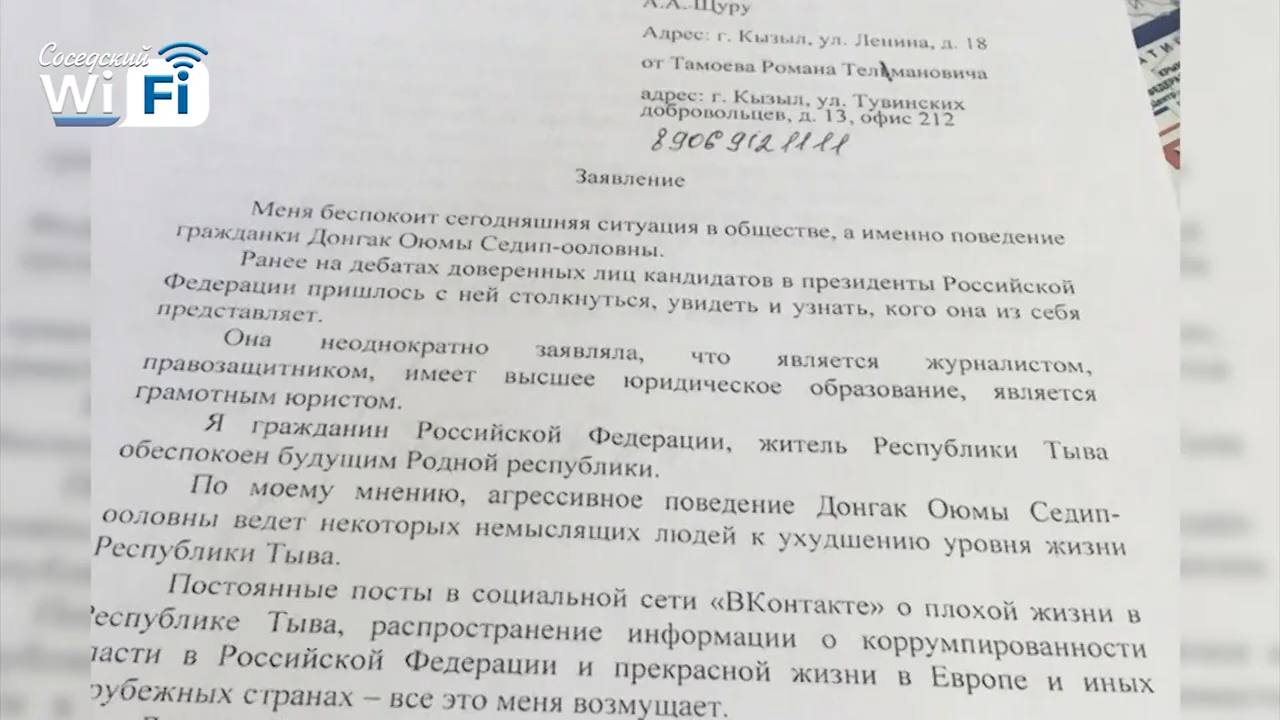 Соседский
Wi Fi
А.А. Щуру
Адрес: г. Кызыл, ул. Ленина, д. 18
от Тамоева Романа Тельмановича
адрес: г. Кызыл, ул. Тувинских
добровольцев, д. 13, офис 212
89069121111
Заявление
Меня беспокоит сегодняшняя ситуация в обществе, а именно поведение
гражданки Донгак Оюмы Седип-ооловны.
Ранее на дебатах доверенных лиц кандидатов в президенты Российской
Федерации пришлось с ней столкнуться, увидеть и узнать, кого она из себя
представляет.
Она неоднократно заявляла, что является журналистом,
правозащитником, имеет высшее юридическое образование, является
грамотным юристом.
Я гражданин Российской Федерации, житель Республики Тыва
обеспокоен будущим Родной республики.
По моему мнению, агрессивное поведение Донгак Оюмы Седип-
ооловны ведет некоторых немыслящих людей к ухудшению уровня жизни
Республики Тыва.
Постоянные посты в социальной сети «ВКонтакте» о плохой жизни в
Республике Тыва, распространение информации о коррумпированности
ласти в Российской Федерации и прекрасной жизни в Европе и иных
рубежных странах – все это меня возмущает.